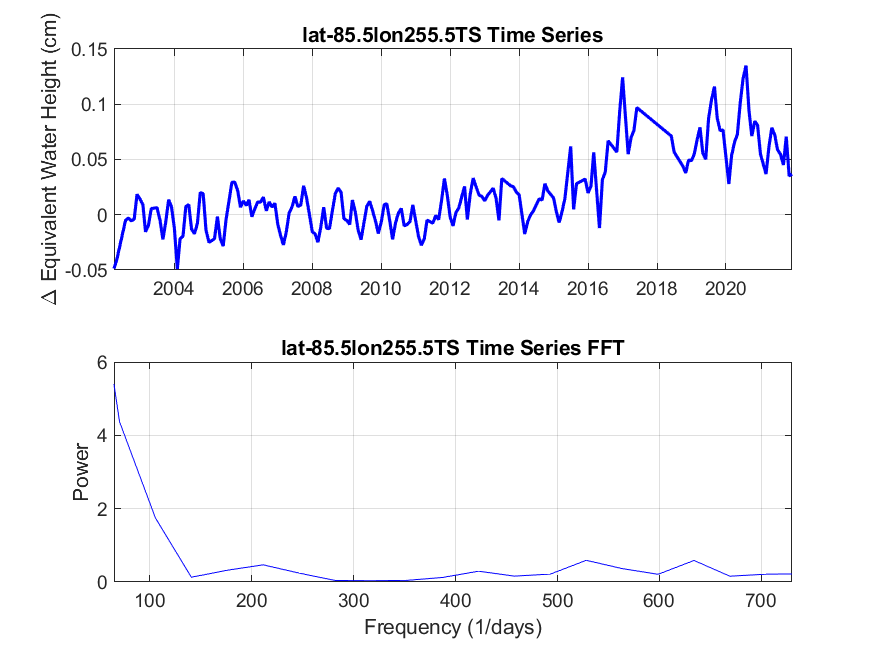 lat-85.5lon255.5TS Time Series
Δ Equivalent Water Height (cm)
0.15
0.1
0.05
0
-0.05
2004 2006 2008 2010 2012 2014 2016 2018 2020
lat-85.5lon255.5TS Time Series FFT
Power
6
4
2
0
100 200 300 400 500 600 700
Frequency (1/days)